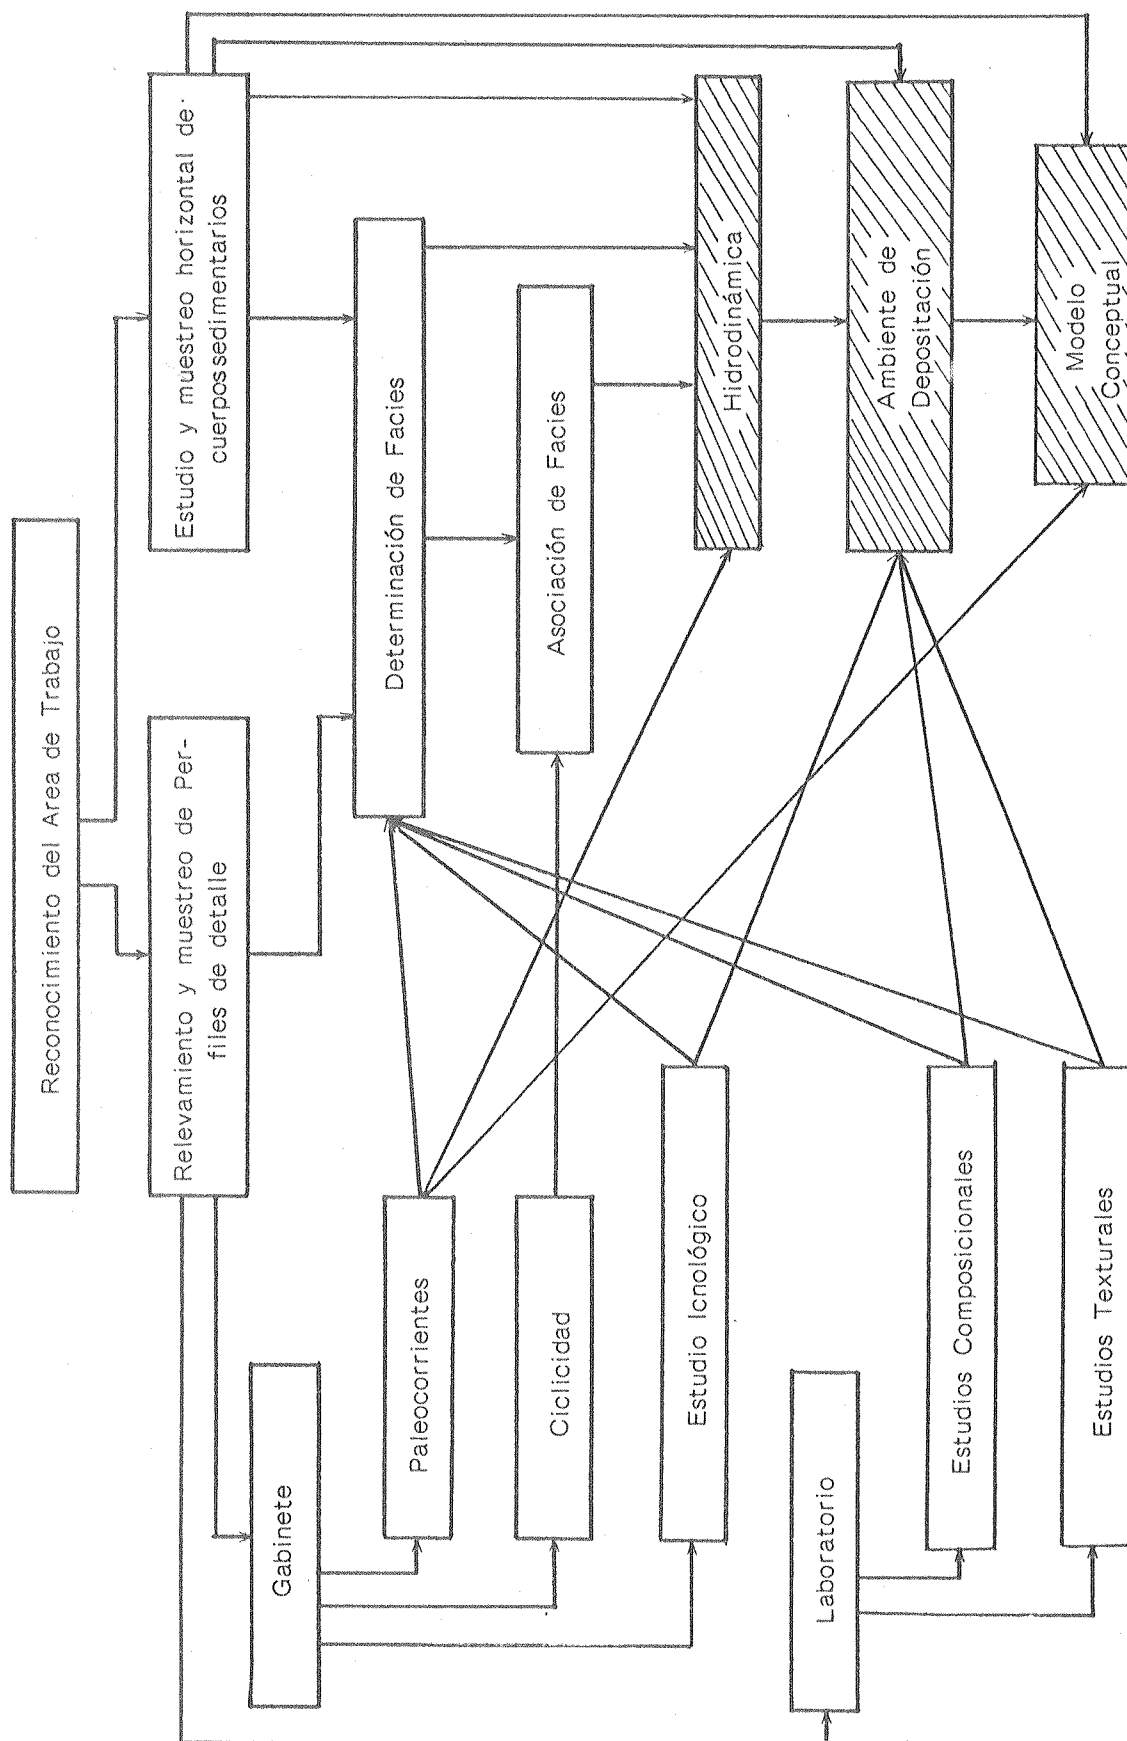 Reconocimiento del Area de Trabajo
Relevamiento y muestreo de Per-
files de detalle
Estudio y muestreo horizontal de
cuerpossedimentarios
Gabinete
Determinación de Facies
Paleocorrientes
Asociación de Facies
Ciclicidad
Estudio Icnológico
Hidrodinámica
Laboratorio
Ambiente de
Depositación
Estudios Composicionales
Modelo
Conceptual
Estudios Texturales